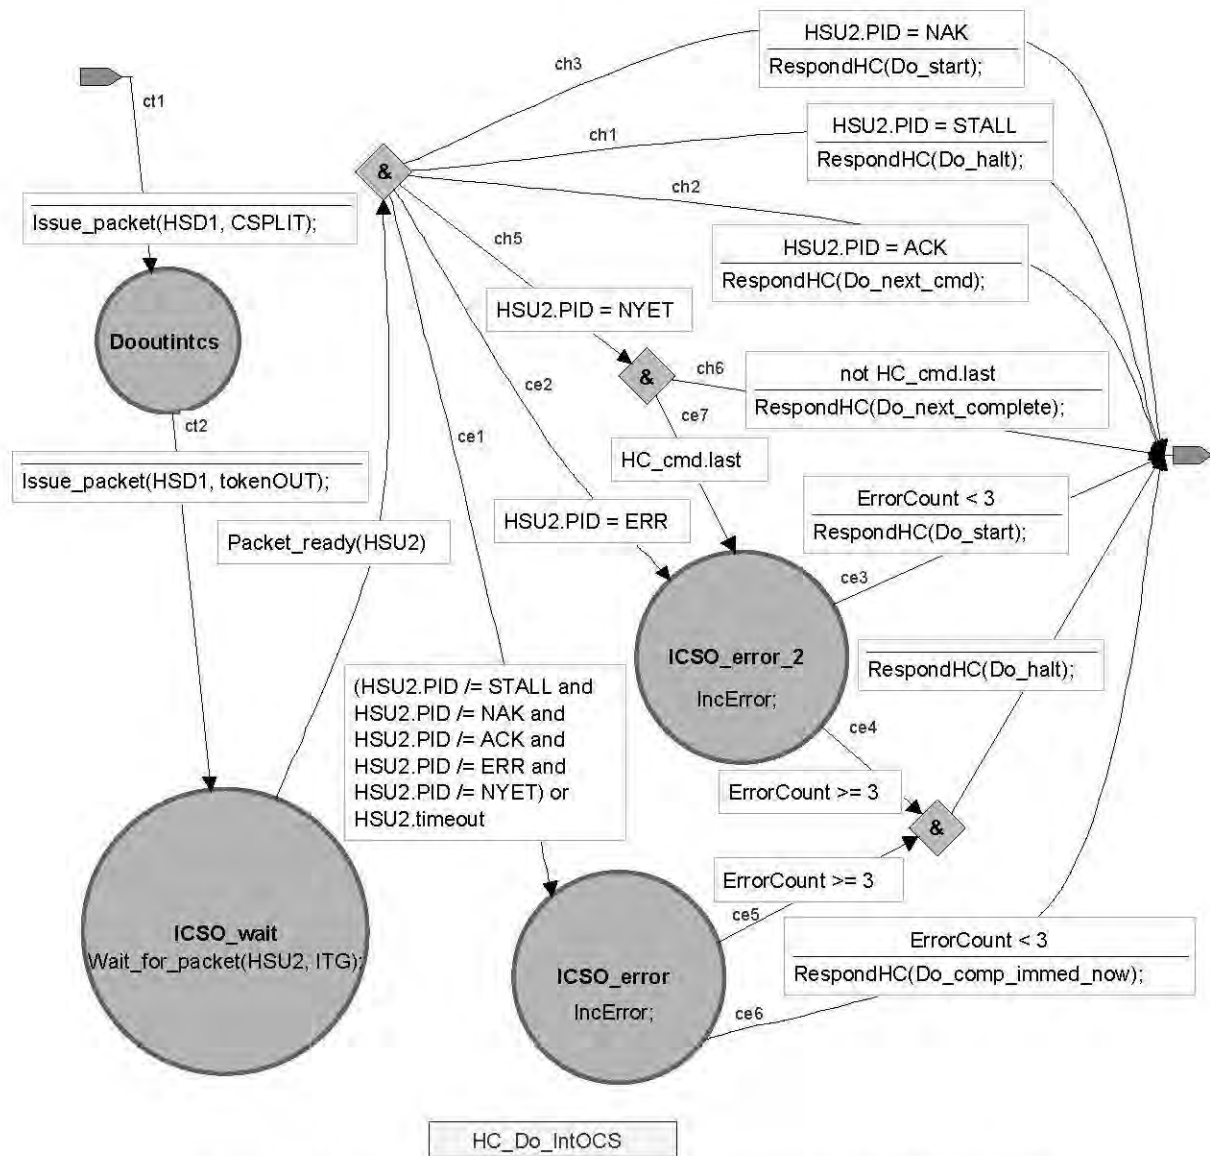 HSU2.PID = NAK
RespondHC(Do_start);
ch3
ct1
HSU2.PID = STALL
RespondHC(Do_halt);
ch1
&
ch2
Issue_packet(HSD1, CSPLIT);
ch5
HSU2.PID = ACK
RespondHC(Do_next_cmd);
HSU2.PID = NYET
Dooutintcs
ce2
&
ch6
not HC_cmd.last
RespondHC(Do_next_complete);
ct2
ce1
ce7
HC_cmd.last
Issue_packet(HSD1, tokenOUT);
HSU2.PID = ERR
ErrorCount < 3
RespondHC(Do_start);
Packet_ready(HSU2)
ce3
ICSO_error_2
IncError;
RespondHC(Do_halt);
(HSU2.PID /= STALL and
HSU2.PID /= NAK and
HSU2.PID /= ACK and
HSU2.PID /= ERR and
HSU2.PID /= NYET) or
HSU2.timeout
ce4
ErrorCount >= 3
&
ErrorCount >= 3
ce5
ICSO_wait
Wait_for_packet(HSU2, ITG);
ErrorCount < 3
RespondHC(Do_comp_immed_now);
ICSO_error
IncError;
ce6
HC_Do_IntOCS